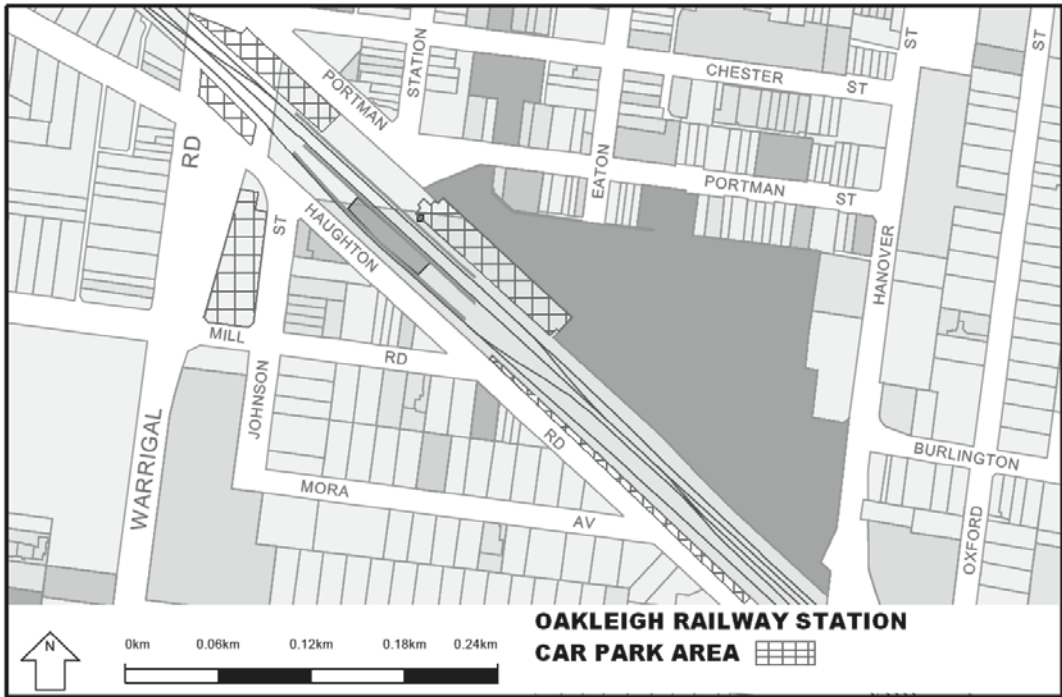 CHESTER ST
ST
ST
PORTMAN
STATION
RD
EATON
PORTMAN ST
HAUGHTON
ST
HANOVER
MILL RD
JOHNSON
RD
BURLINGTON
WARRIGAL
MORA AV
OXFORD
N
0km 0.06km 0.12km 0.18km 0.24km
OAKLEIGH RAILWAY STATION
CAR PARK AREA